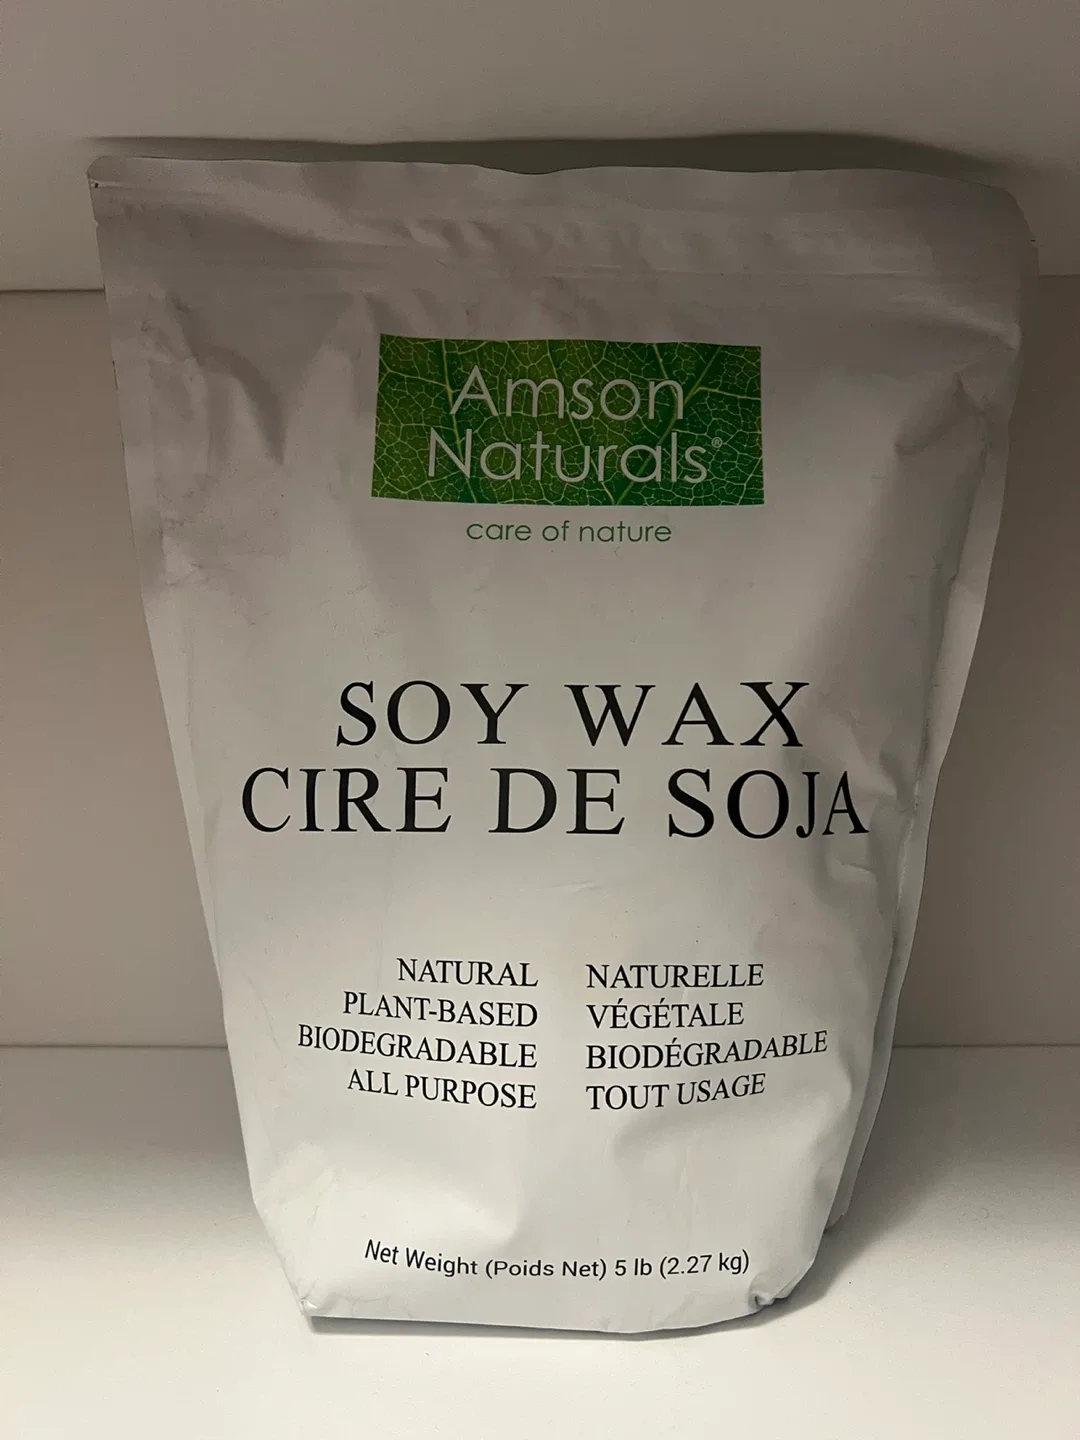 Amson
Naturals®
care of nature
SOY WAX
CIRE DE SOJA
NATURAL
PLANT-BASED
BIODEGRADABLE
ALL PURPOSE
NATURELLE
VÉGÉTALE
BIODÉGRADABLE
TOUT USAGE
Net Weight (Poids Net) 5 lb (2.27 kg)